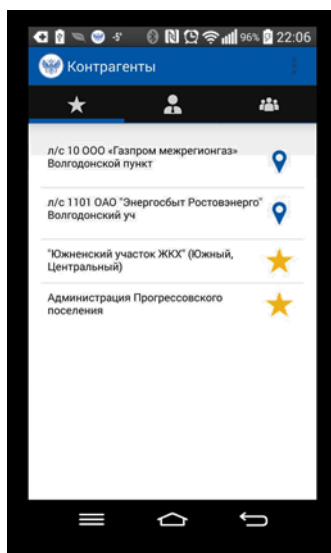 -5° 96% 22:06
Контрагенты
л/с 10 ООО «Газпром межрегионгаз»
Волгодонской пункт
л/с 1101 ОАО "Энергосбыт Ростовэнерго"
Волгодонский уч
"Южненский участок ЖКХ" (Южный,
Центральный)
Администрация Прогрессовского
поселения